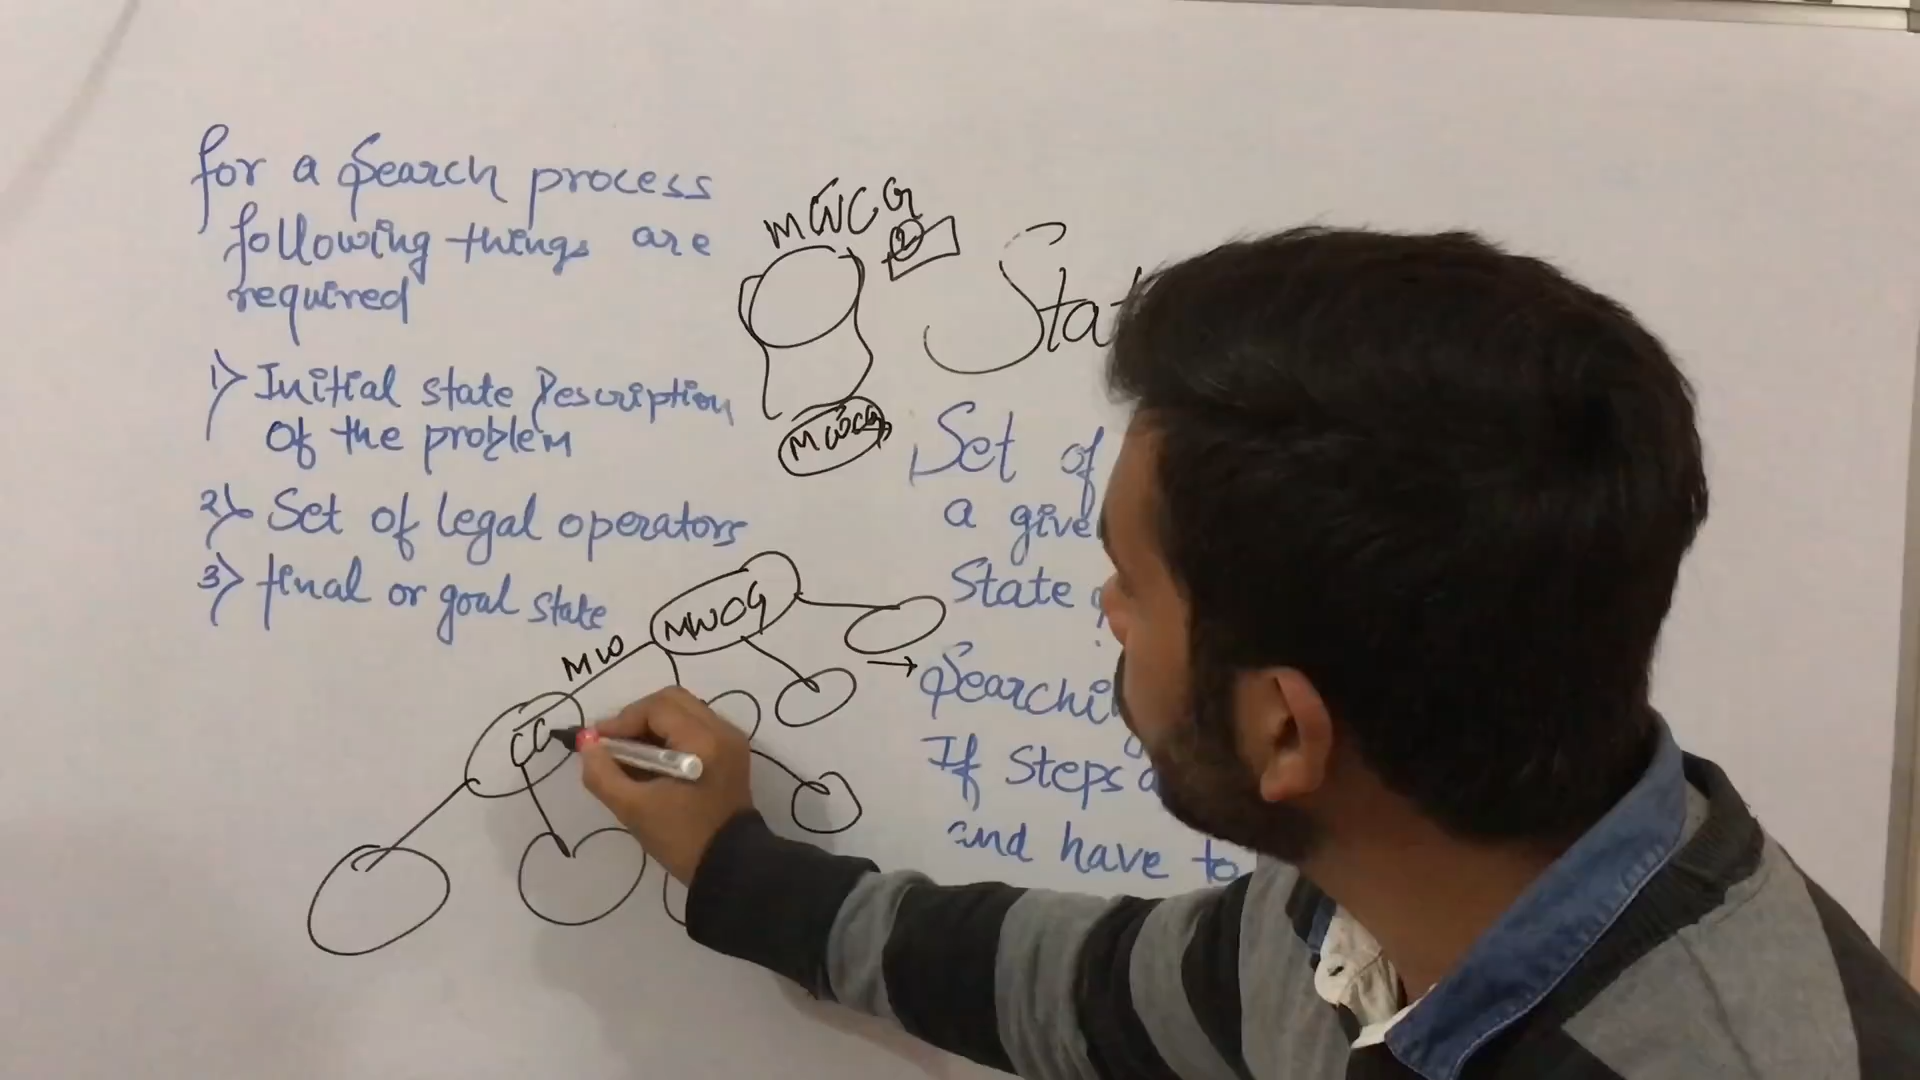 for a Search process
following things are
required
1) Initial state Description
of the problem
2) Set of legal operators
3) final or goal state
MWCG
2
MWCG
MWCG
MW
CG
Set of
a give
State
→ Searchi
If Steps
and have to